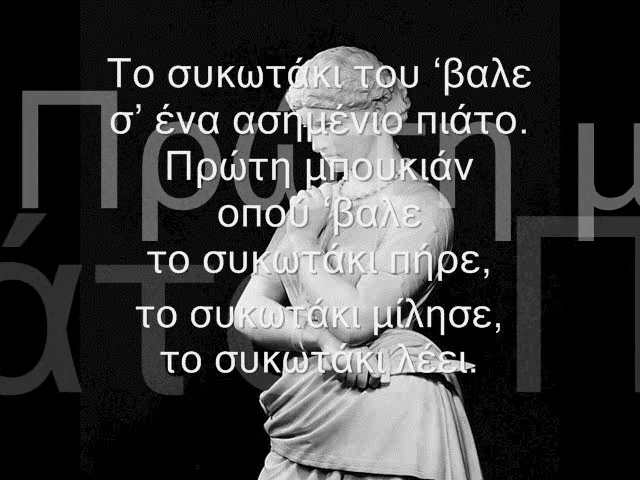 Το συκωτάκι του ‘βαλε
σ’ ένα ασημένιο πιάτο.
Πρώτη μπουκιάν
οπού ‘βαλε
το συκωτάκι πήρε,
το συκωτάκι μίλησε,
το συκωτάκι λέει.